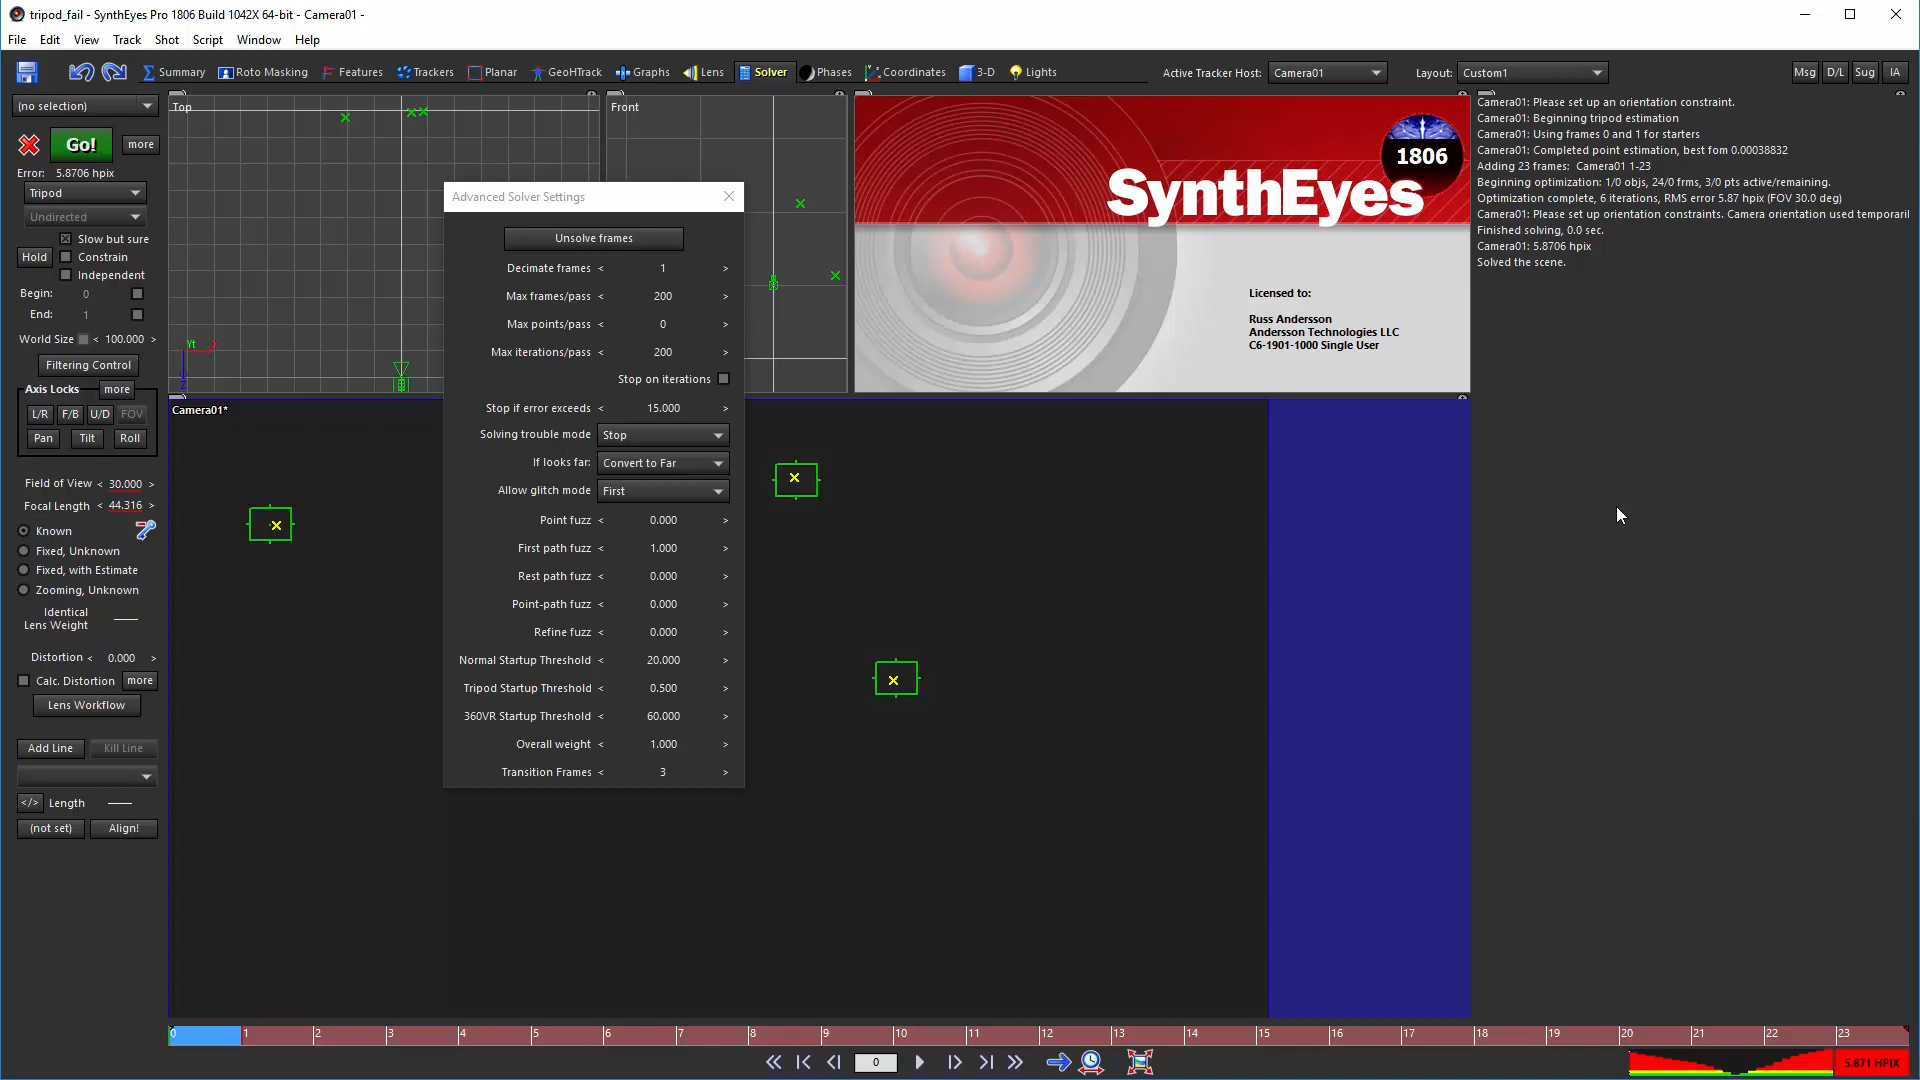 tripod_fail - SynthEyes Pro 1806 Build 1042X 64-bit - Camera01 -
File Edit View Track Shot Script Window Help
Summary Roto Masking Features Trackers Planar GeoHTrack Graphs Lens Solver Phases Coordinates 3-D Lights Active Tracker Host: Camera01 Layout: Custom1 Msg D/L Sug IA
(no selection)
Go! more
Error: 5.8706 hpix
Tripod
Undirected
Slow but sure
Hold Constrain
Independent
Begin: 0
End: 1
World Size < 100.000 >
Filtering Control
Axis Locks more
L/R F/B U/D FOV
Pan Tilt Roll
Field of View < 30.000 >
Focal Length < 44.316 >
Known
Fixed, Unknown
Fixed, with Estimate
Zooming, Unknown
Identical
Lens Weight
Distortion < 0.000 >
Calc. Distortion more
Lens Workflow
Add Line Kill Line
</> Length
(not set) Align!
Top
Yt
X
Z
Front
Camera01*
Advanced Solver Settings
Unsolve frames
Decimate frames < 1 >
Max frames/pass < 200 >
Max points/pass < 0 >
Max iterations/pass < 200 >
Stop on iterations
Stop if error exceeds < 15.000 >
Solving trouble mode Stop
If looks far: Convert to Far
Allow glitch mode First
Point fuzz < 0.000 >
First path fuzz < 1.000 >
Rest path fuzz < 0.000 >
Point-path fuzz < 0.000 >
Refine fuzz < 0.000 >
Normal Startup Threshold < 20.000 >
Tripod Startup Threshold < 0.500 >
360VR Startup Threshold < 60.000 >
Overall weight < 1.000 >
Transition Frames < 3 >
1806
SynthEyes
Licensed to:
Russ Andersson
Andersson Technologies LLC
C6-1901-1000 Single User
Camera01: Please set up an orientation constraint.
Camera01: Beginning tripod estimation
Camera01: Using frames 0 and 1 for starters
Camera01: Completed point estimation, best fom 0.00038832
Adding 23 frames: Camera01 1-23
Beginning optimization: 1/0 objs, 24/0 frms, 3/0 pts active/remaining.
Optimization complete, 6 iterations, RMS error 5.87 hpix (FOV 30.0 deg)
Camera01: Please set up orientation constraints. Camera orientation used temporaril
Finished solving, 0.0 sec.
Camera01: 5.8706 hpix
Solved the scene.
0 1 2 3 4 5 6 7 8 9 10 11 12 13 14 15 16 17 18 19 20 21 22 23
0
5.871 HPIX